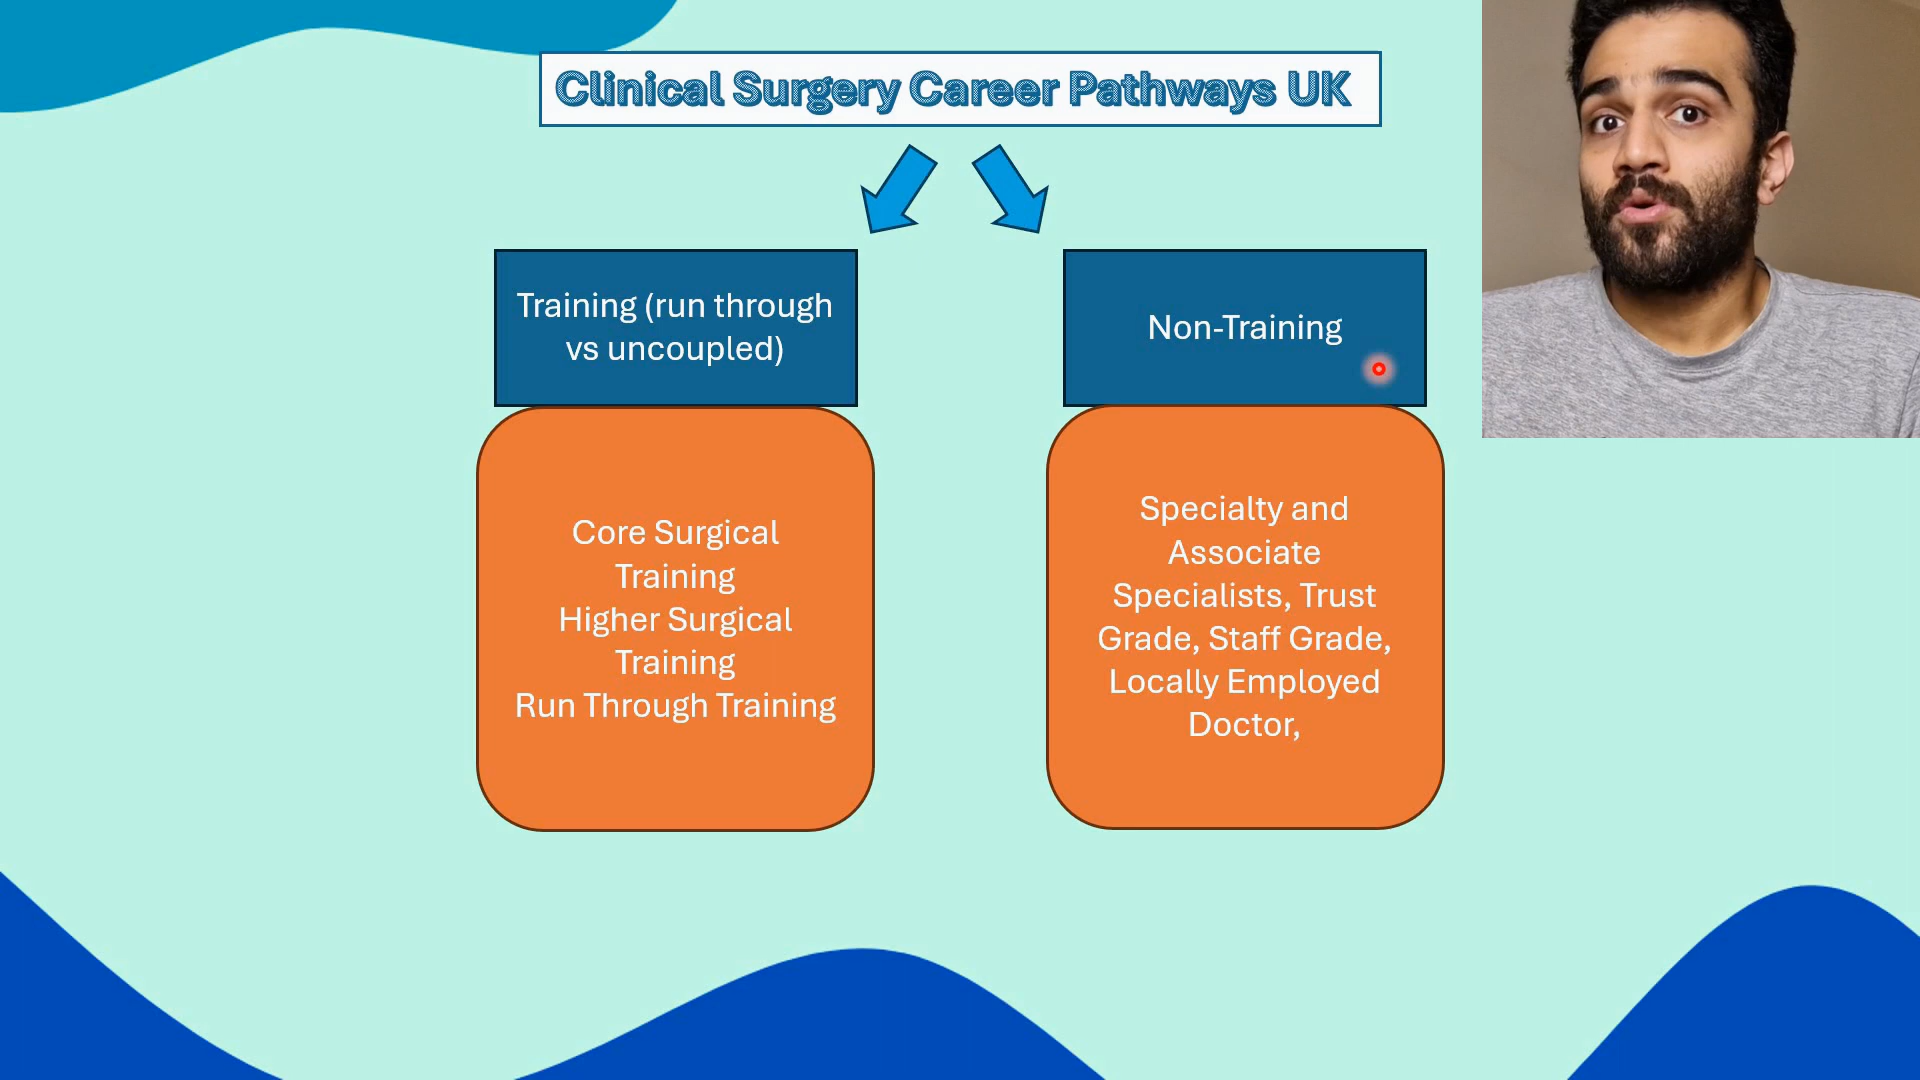 Clinical Surgery Career Pathways UK
Training (run through
vs uncoupled)
Non-Training
Core Surgical
Training
Higher Surgical
Training
Run Through Training
Specialty and
Associate
Specialists, Trust
Grade, Staff Grade,
Locally Employed
Doctor,